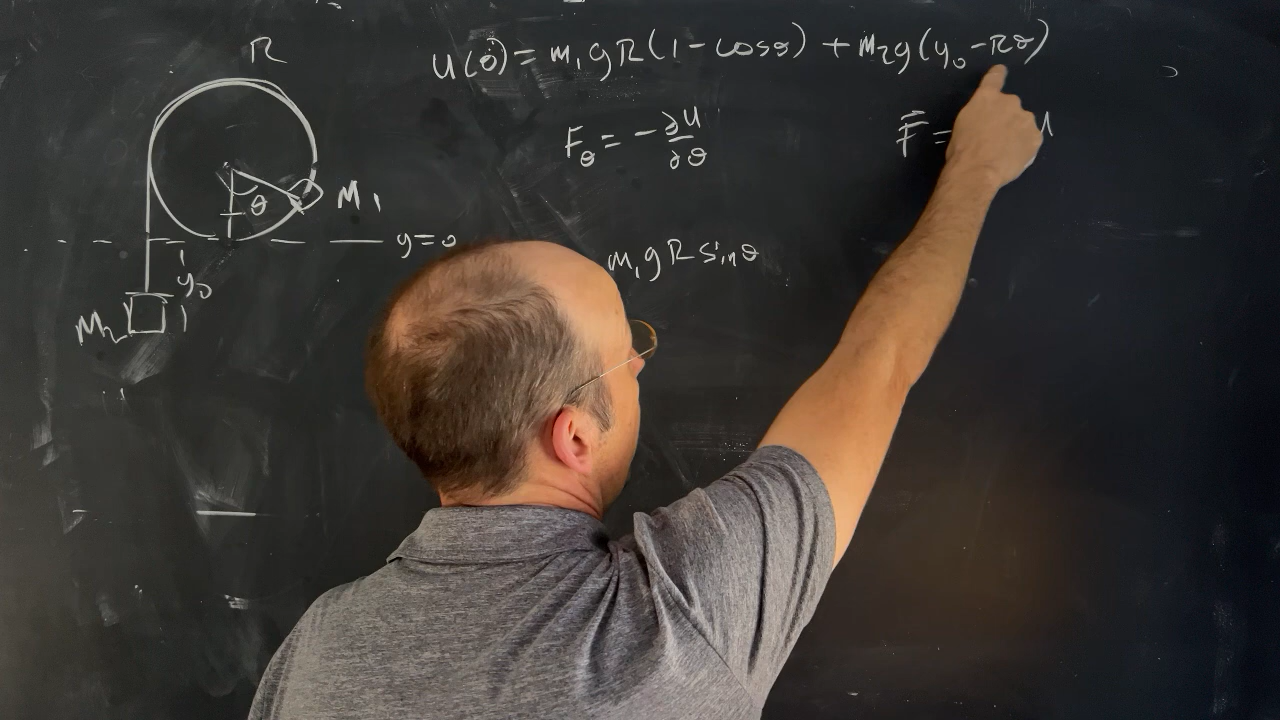 R
U(θ) = m₁gR(1 - cosθ) + m₂g(y₀ - Rθ)
F_θ = - ∂U/∂θ
F⃗ =
θ
M₁
y=0
m₁gR sinθ
y₀
M₂